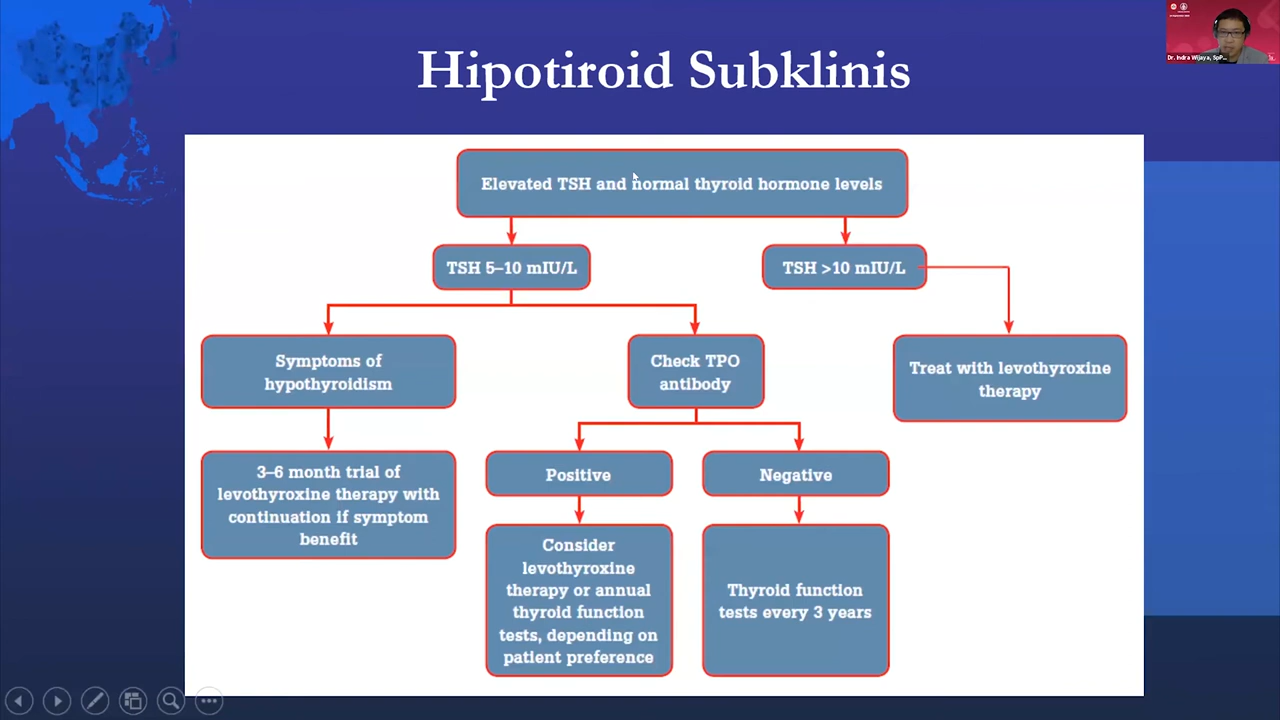 Hipotiroid Subklinis
Dr. Indra Wijaya, SpP...
Elevated TSH and normal thyroid hormone levels
TSH 5–10 mIU/L
TSH >10 mIU/L
Symptoms of
hypothyroidism
Check TPO
antibody
Treat with levothyroxine
therapy
3–6 month trial of
levothyroxine therapy with
continuation if symptom
benefit
Positive
Negative
Consider
levothyroxine
therapy or annual
thyroid function
tests, depending on
patient preference
Thyroid function
tests every 3 years